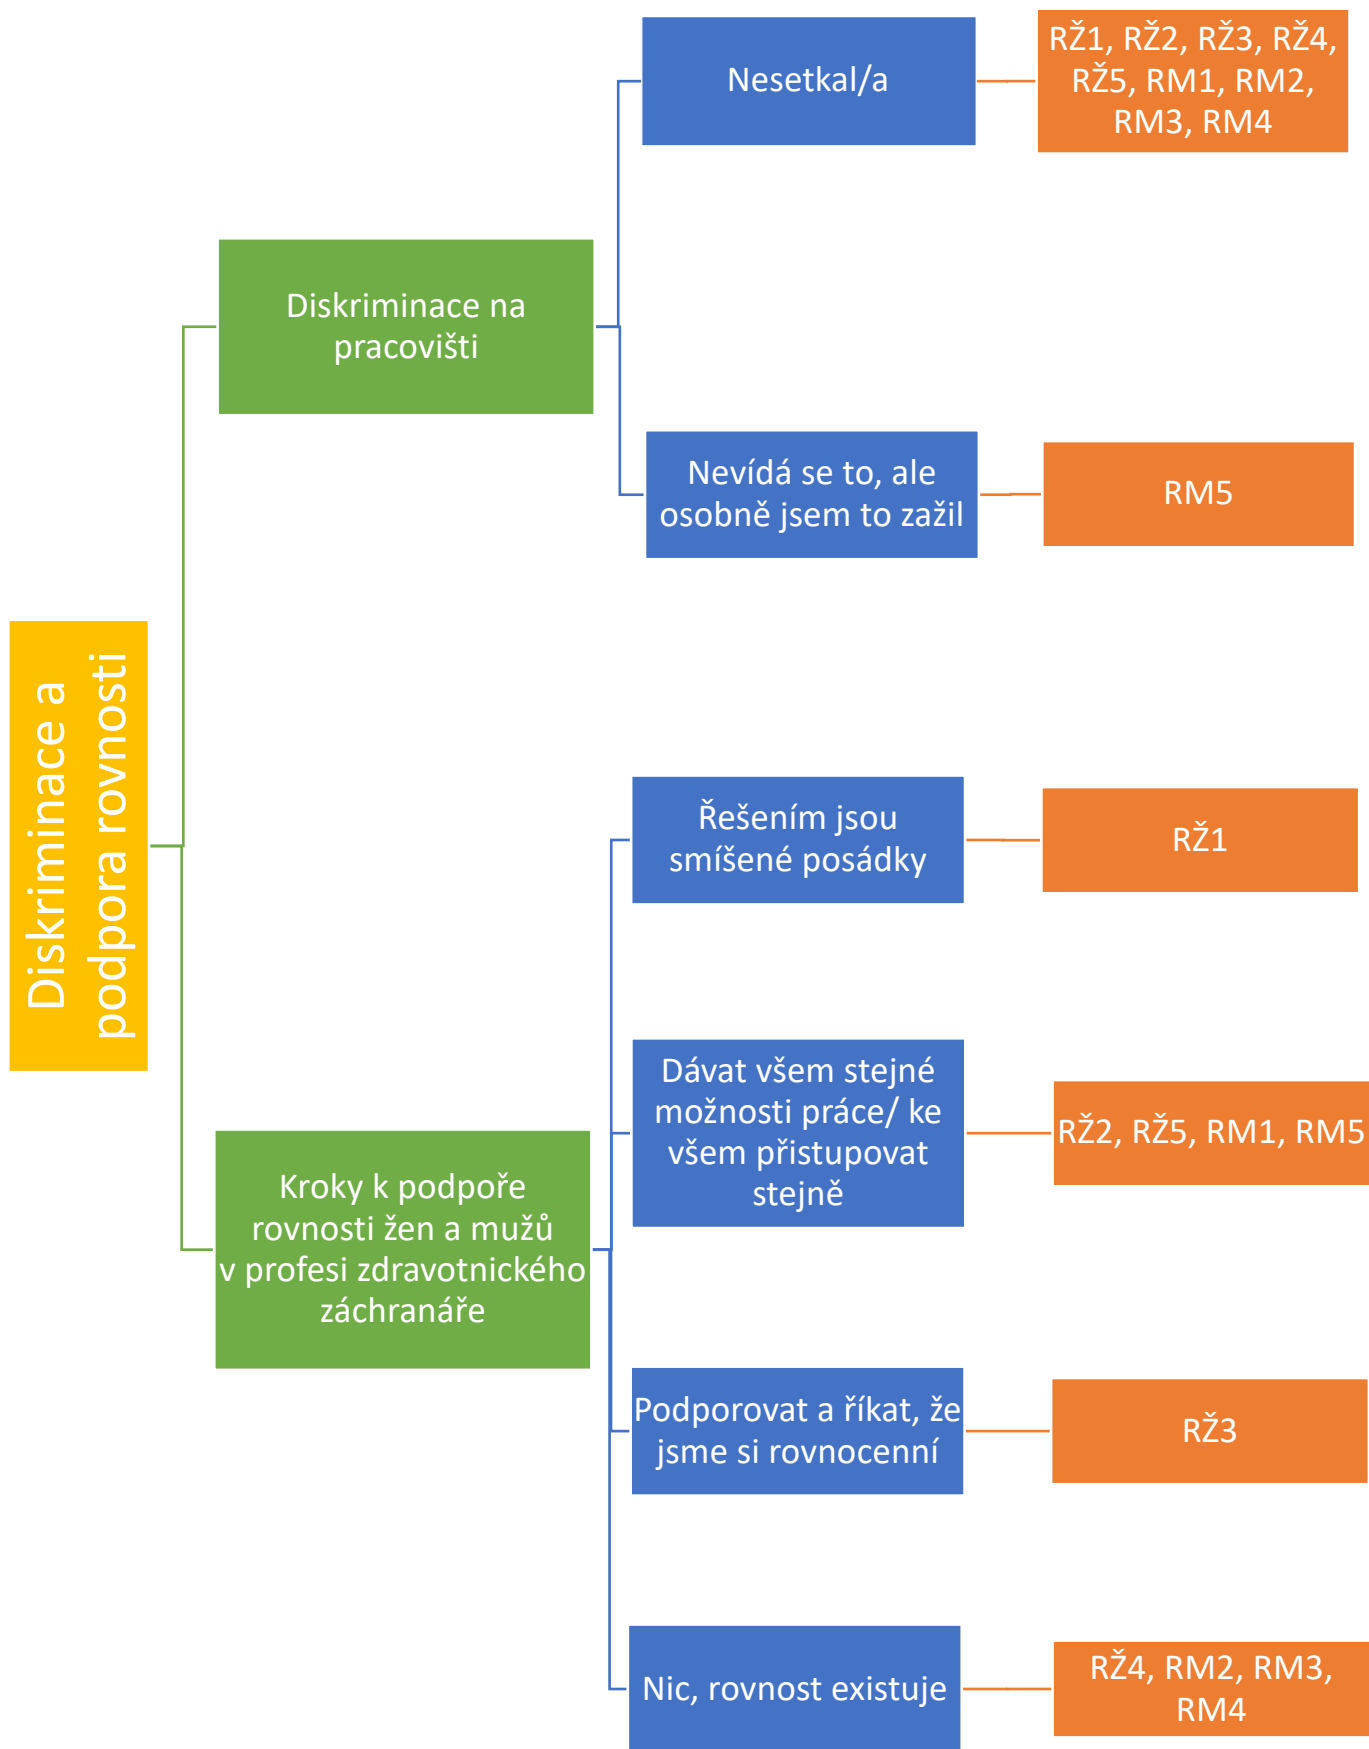 Nesetkal/a
RŽ1, RŽ2, RŽ3, RŽ4,
RŽ5, RM1, RM2,
RM3, RM4
Diskriminace na
pracovišti
Nevídá se to, ale
osobně jsem to zažil
RM5
Diskriminace a
podpora rovnosti
Řešením jsou
smíšené posádky
RŽ1
Dávat všem stejné
možnosti práce/ ke
všem přistupovat
stejně
RŽ2, RŽ5, RM1, RM5
Kroky k podpoře
rovnosti žen a mužů
v profesi zdravotnického
záchranáře
Podporovat a říkat, že
jsme si rovnocenní
RŽ3
Nic, rovnost existuje
RŽ4, RM2, RM3,
RM4